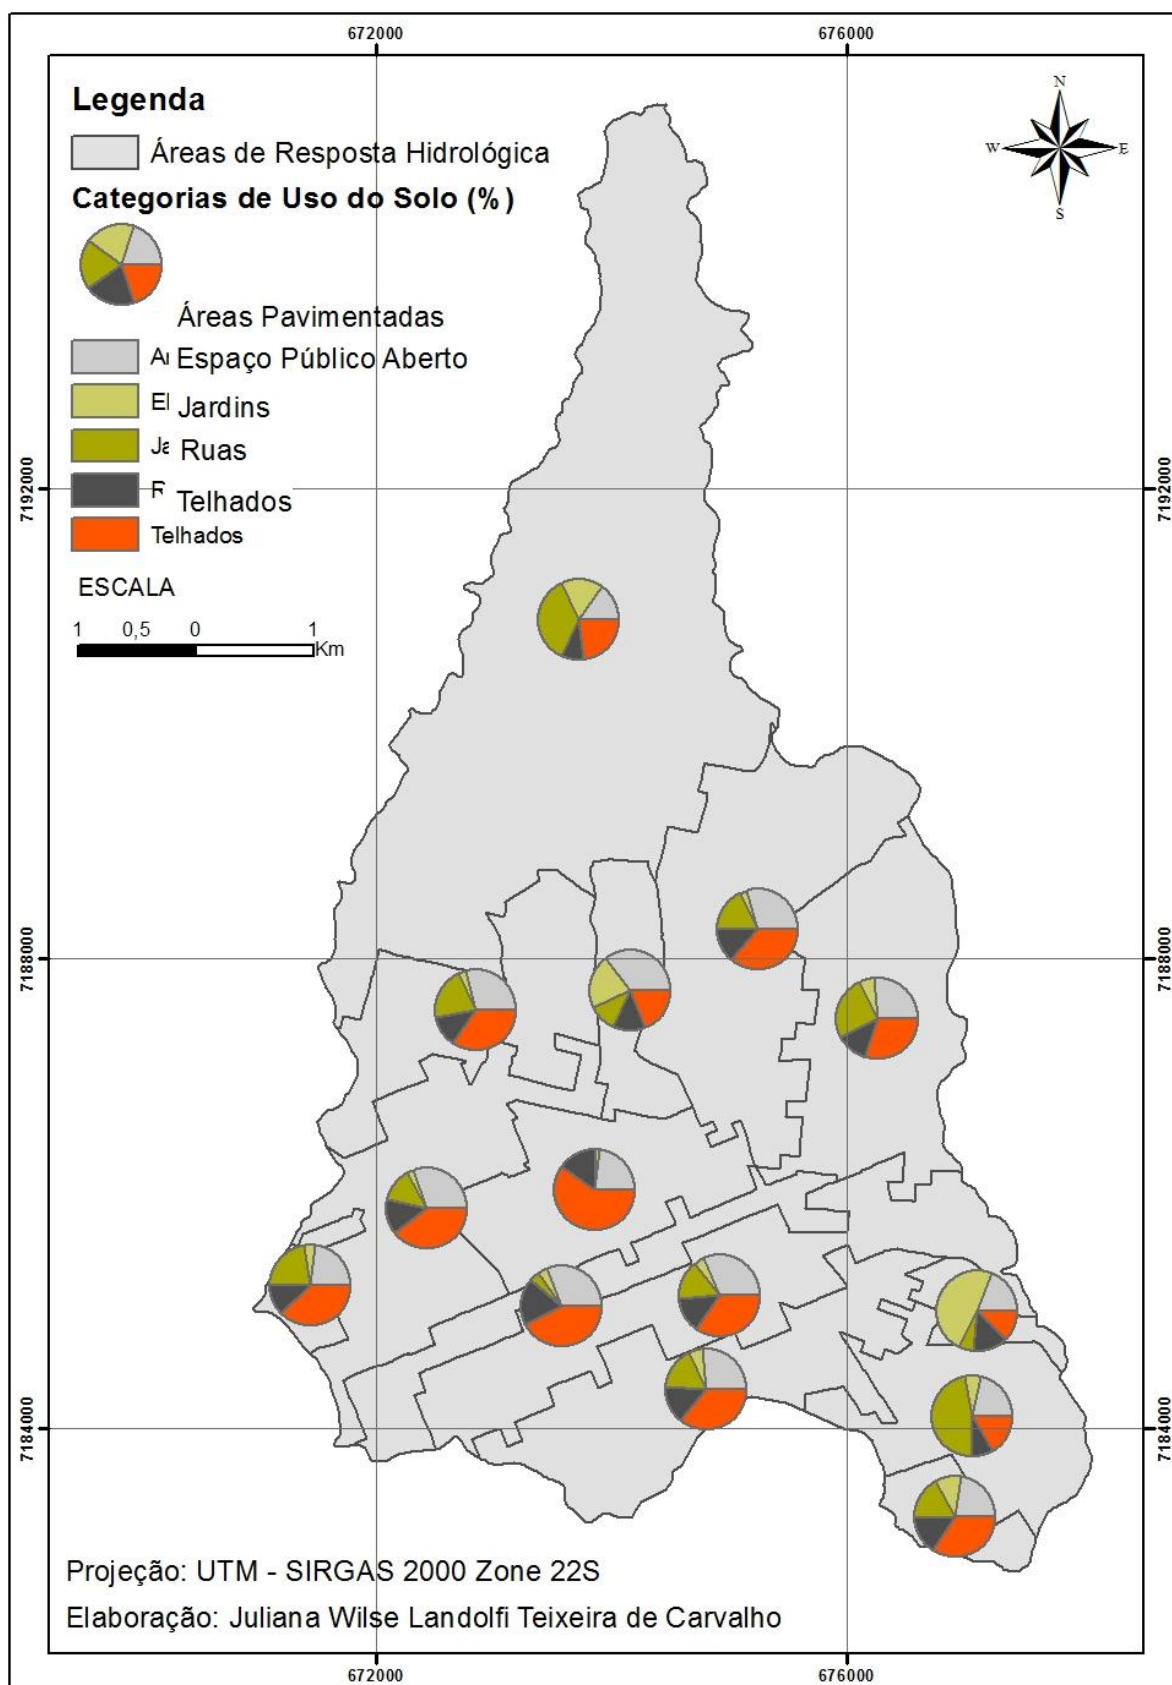 672000
676000
Legenda
Áreas de Resposta Hidrológica
Categorias de Uso do Solo (%)
Áreas Pavimentadas
Espaço Público Aberto
Jardins
Ruas
Telhados
Telhados
ESCALA
1 0,5 0 1
Km
N
W E
S
7192000
7192000
7188000
7188000
7184000
7184000
Projeção: UTM - SIRGAS 2000 Zone 22S
Elaboração: Juliana Wilse Landolfi Teixeira de Carvalho
672000
676000